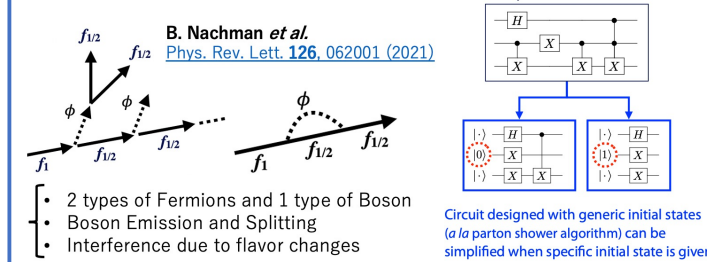 B. Nachman et al.
Phys. Rev. Lett. 126, 062001 (2021)
f1/2
f1/2
ϕ
ϕ
f1
f1/2
f1/2
ϕ
f1
f1/2
f1/2
• 2 types of Fermions and 1 type of Boson
• Boson Emission and Splitting
• Interference due to flavor changes
H
X
X
X
X
|·⟩ H
|0⟩ X
|·⟩ X X
|·⟩ H
|1⟩ X
|·⟩ X
Circuit designed with generic initial states
(a la parton shower algorithm) can be
simplified when specific initial state is given